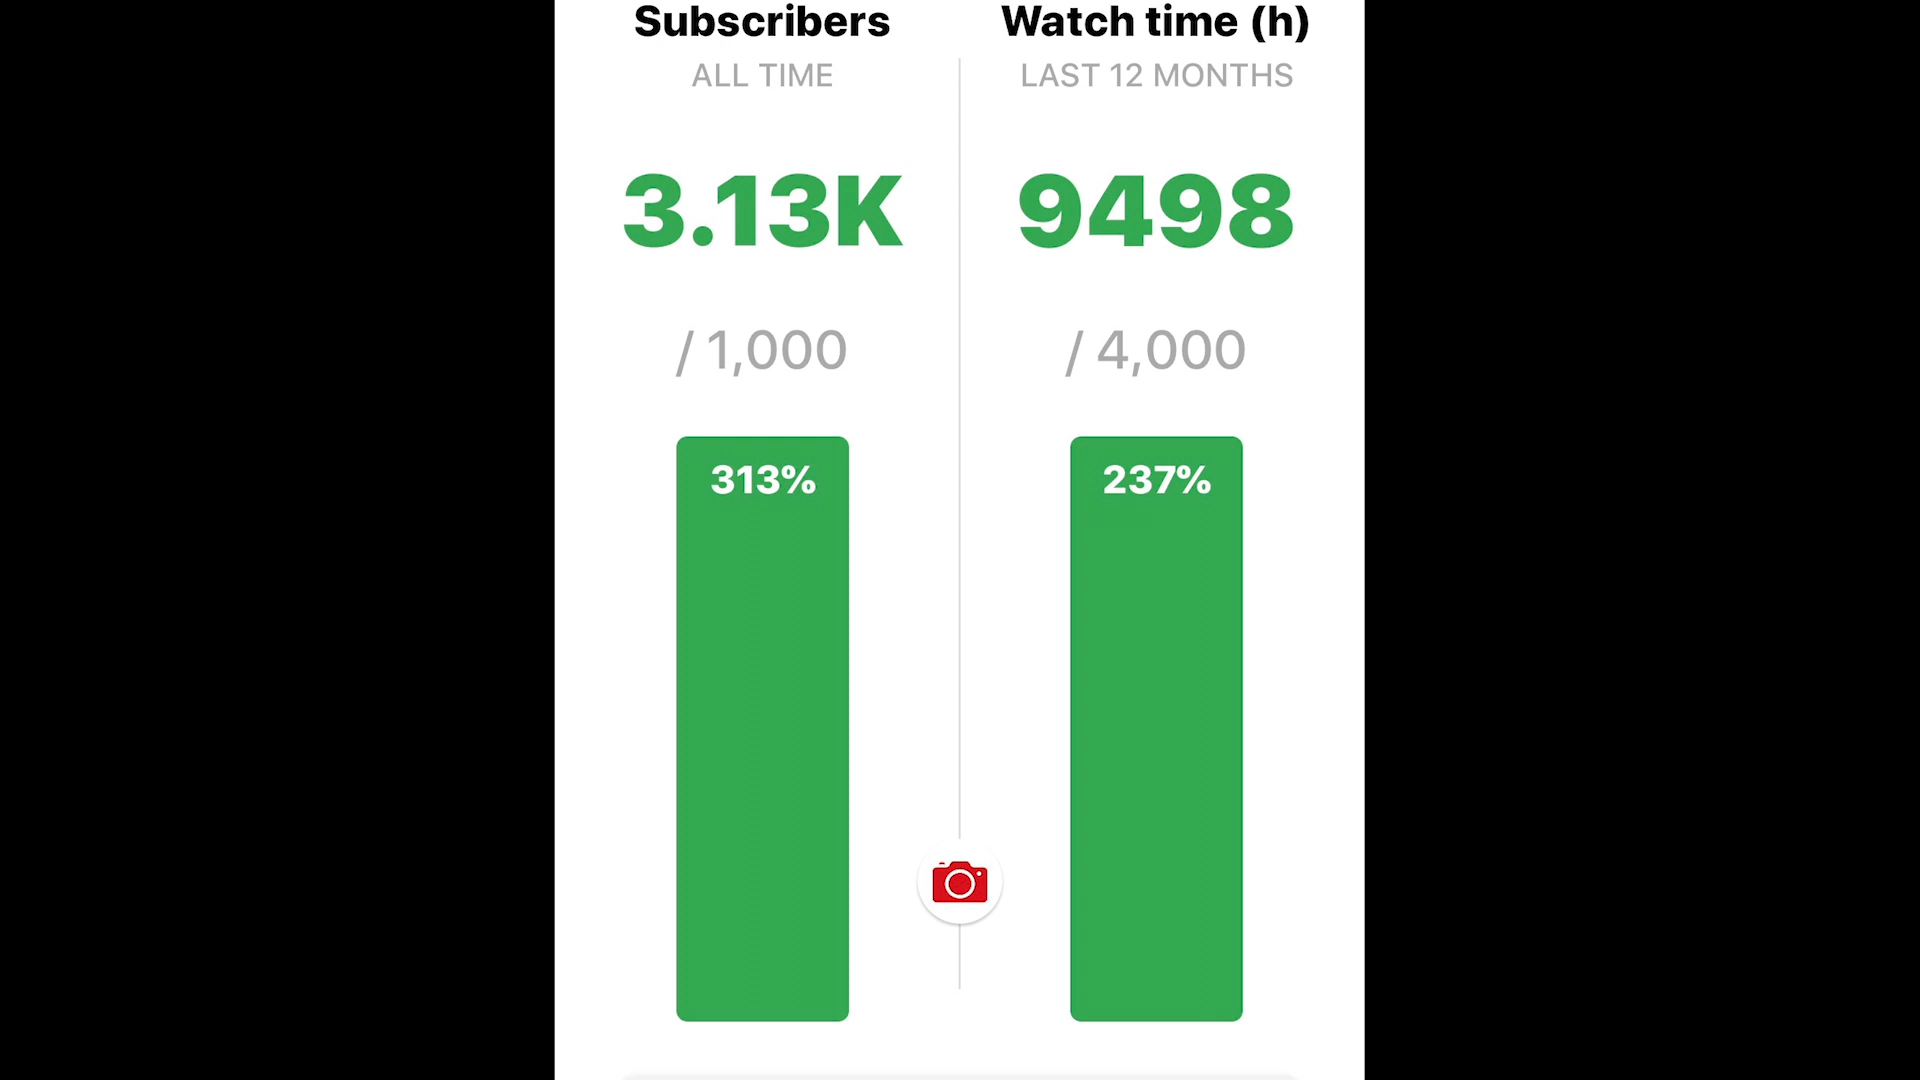 Subscribers
ALL TIME
3.13K
/ 1,000
313%
Watch time (h)
LAST 12 MONTHS
9498
/ 4,000
237%